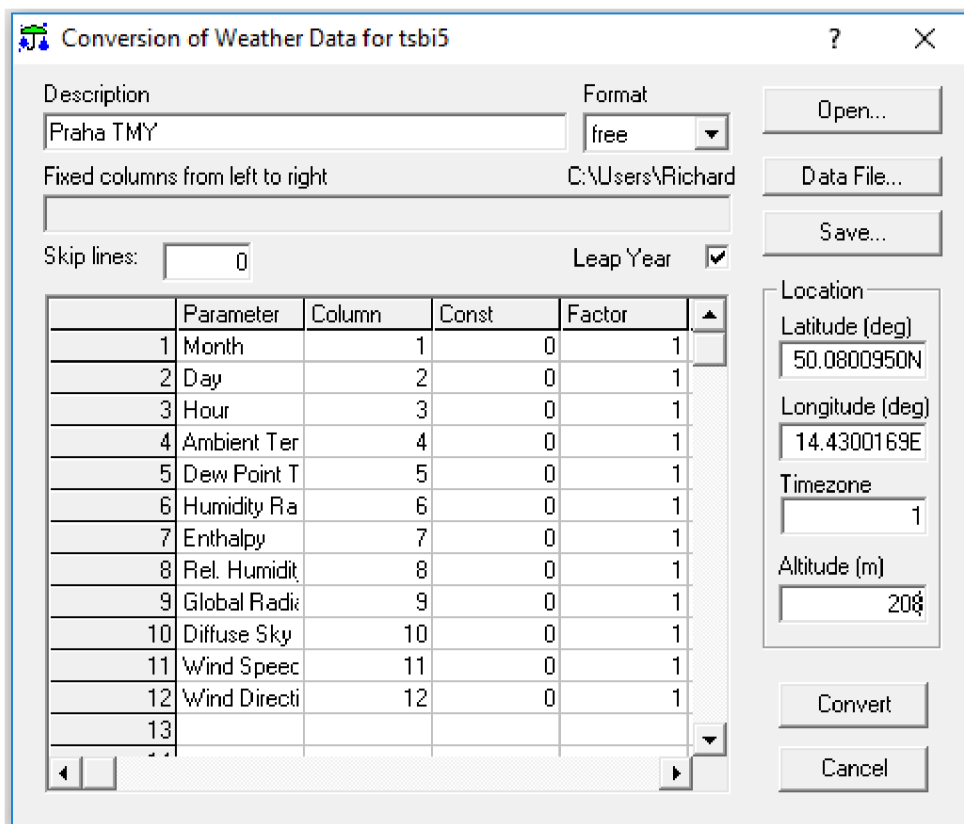 Conversion of Weather Data for tsbi5 ?
Description Format
Praha TMY free Open...
Fixed columns from left to right C:\Users\Richard Data File...
Save...
Skip lines: 0 Leap Year
Location
Parameter Column Const Factor
Latitude (deg)
1 Month 1 0 1
50.0800950N
2 Day 2 0 1
Longitude (deg)
3 Hour 3 0 1
14.4300169E
4 Ambient Ter 4 0 1
5 Dew Point T 5 0 1
Timezone
6 Humidity Ra 6 0 1
1
7 Enthalpy 7 0 1
8 Rel. Humidit 8 0 1
Altitude (m)
9 Global Radia 9 0 1
208
10 Diffuse Sky 10 0 1
11 Wind Speec 11 0 1
12 Wind Directi 12 0 1
Convert
13
Cancel